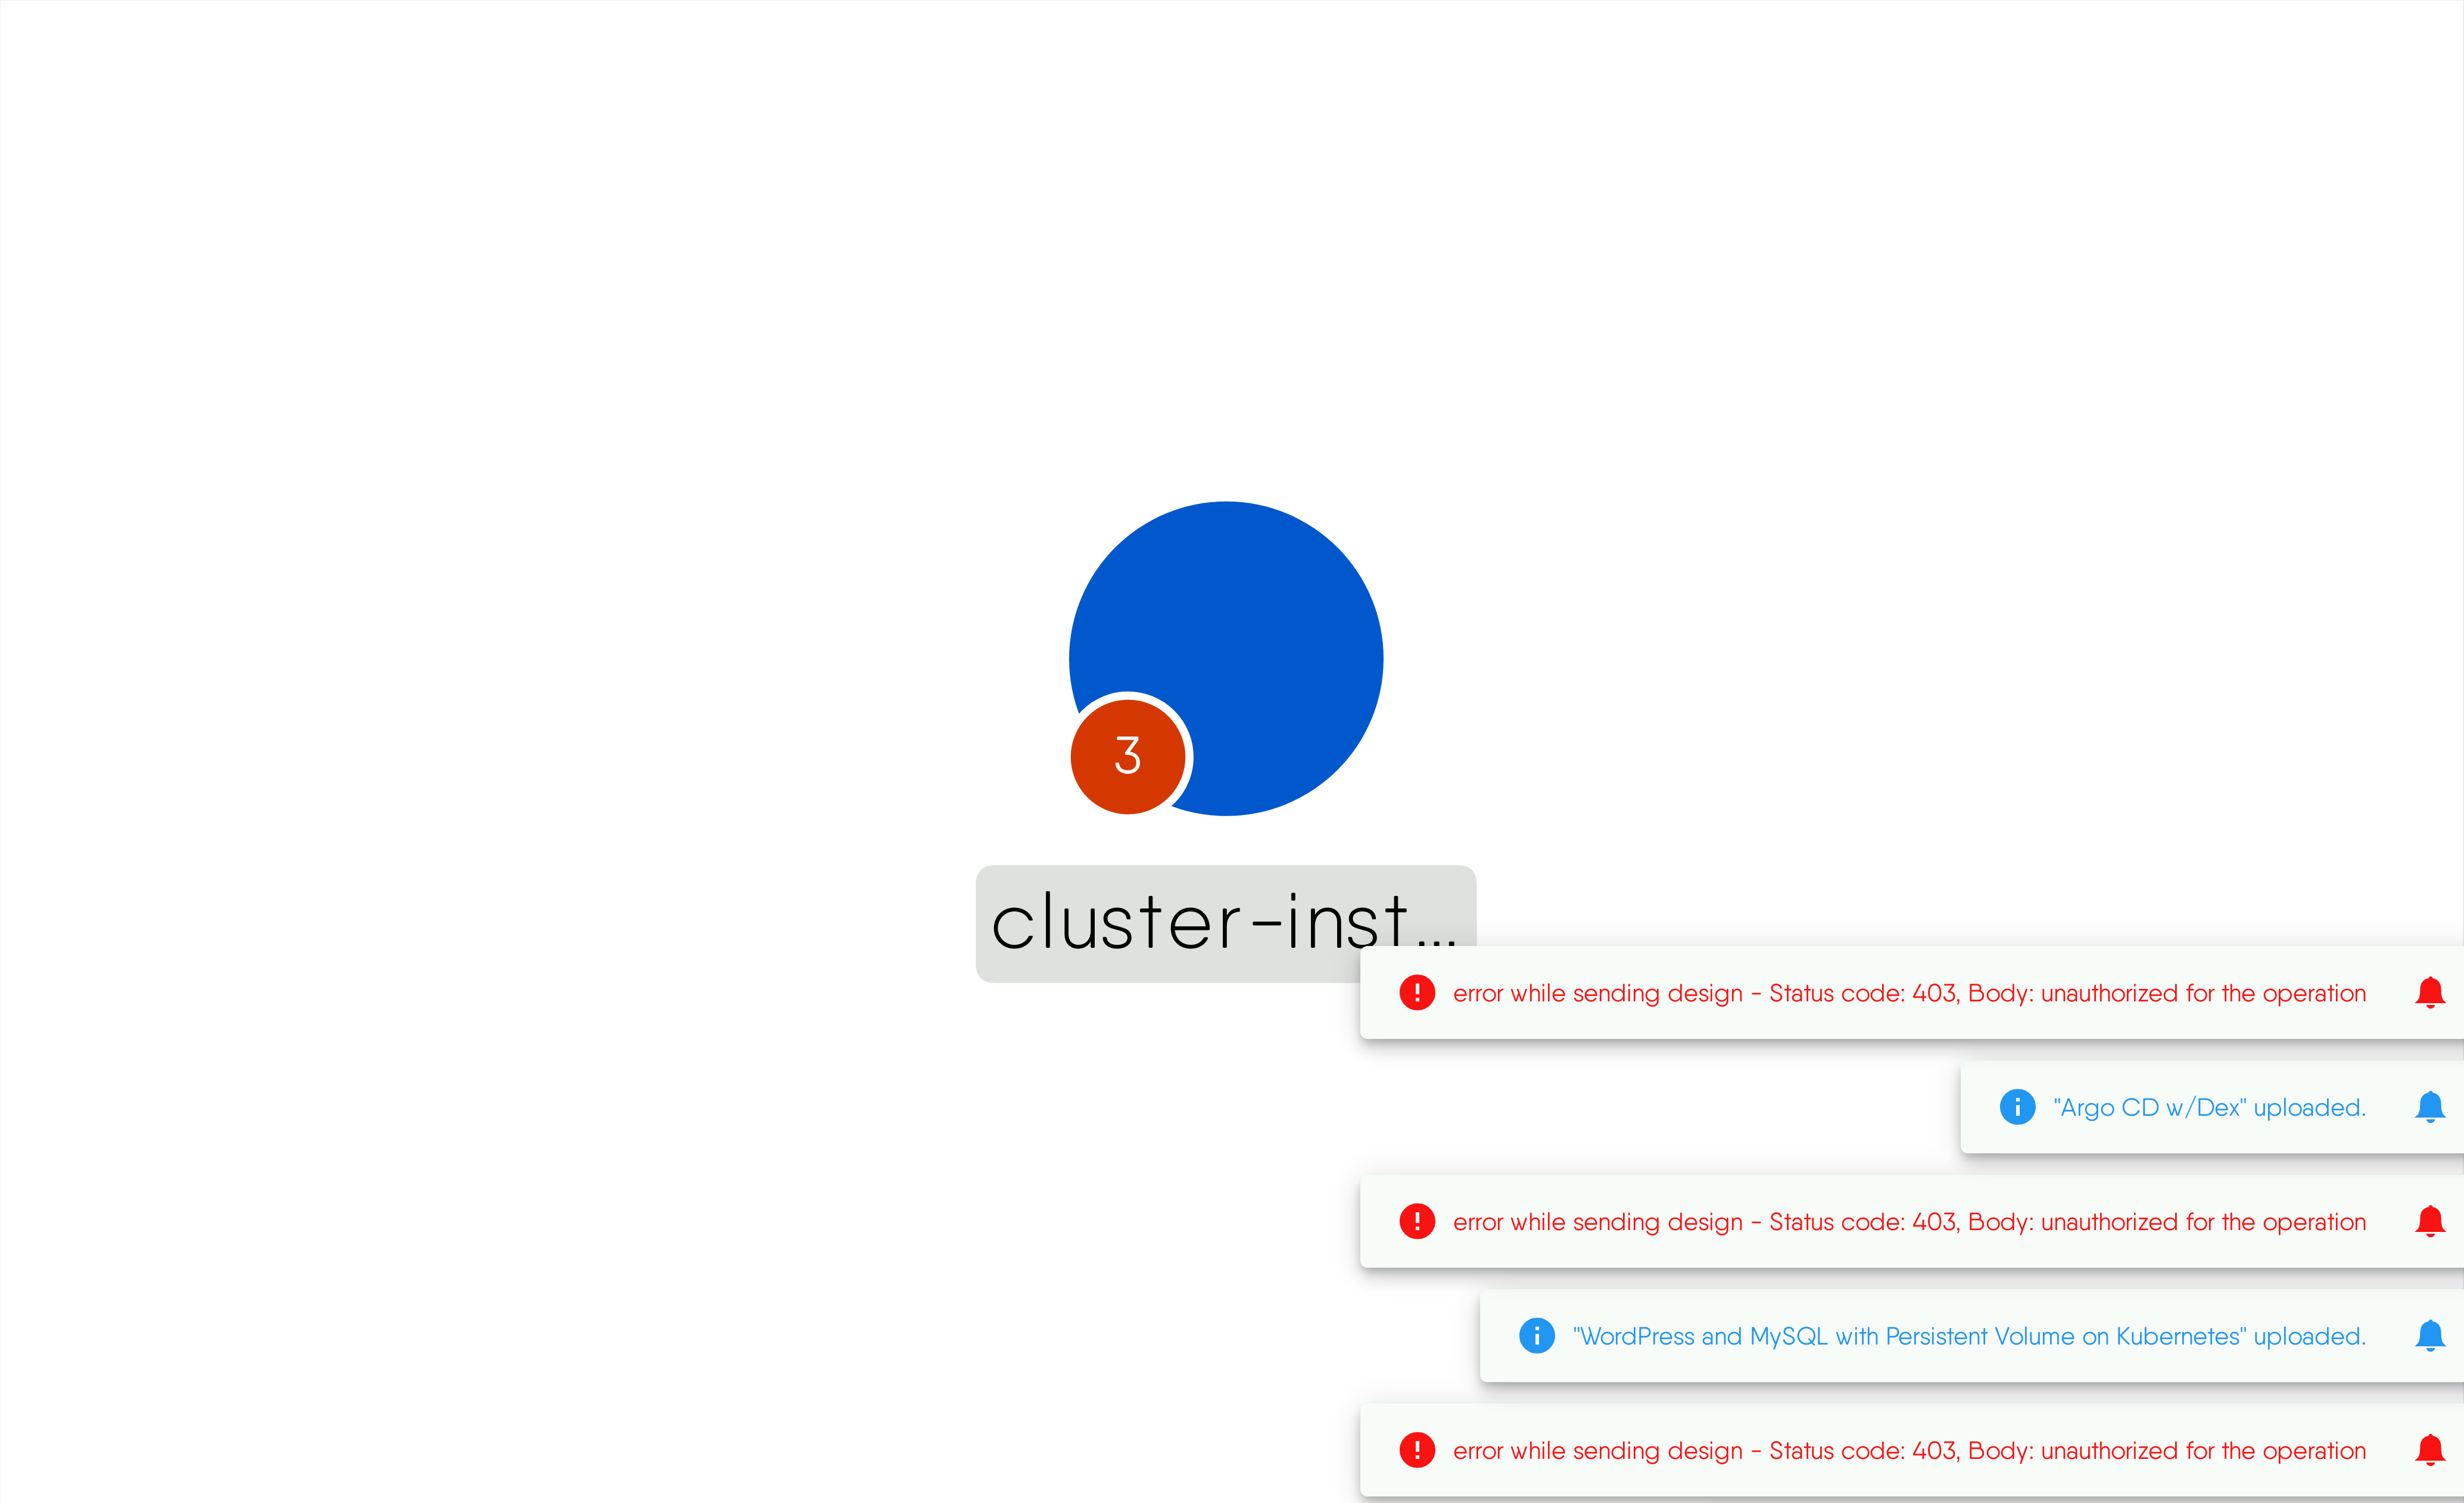 3
cluster-inst...
error while sending design - Status code: 403, Body: unauthorized for the operation
"Argo CD w/Dex" uploaded.
error while sending design - Status code: 403, Body: unauthorized for the operation
"WordPress and MySQL with Persistent Volume on Kubernetes" uploaded.
error while sending design - Status code: 403, Body: unauthorized for the operation